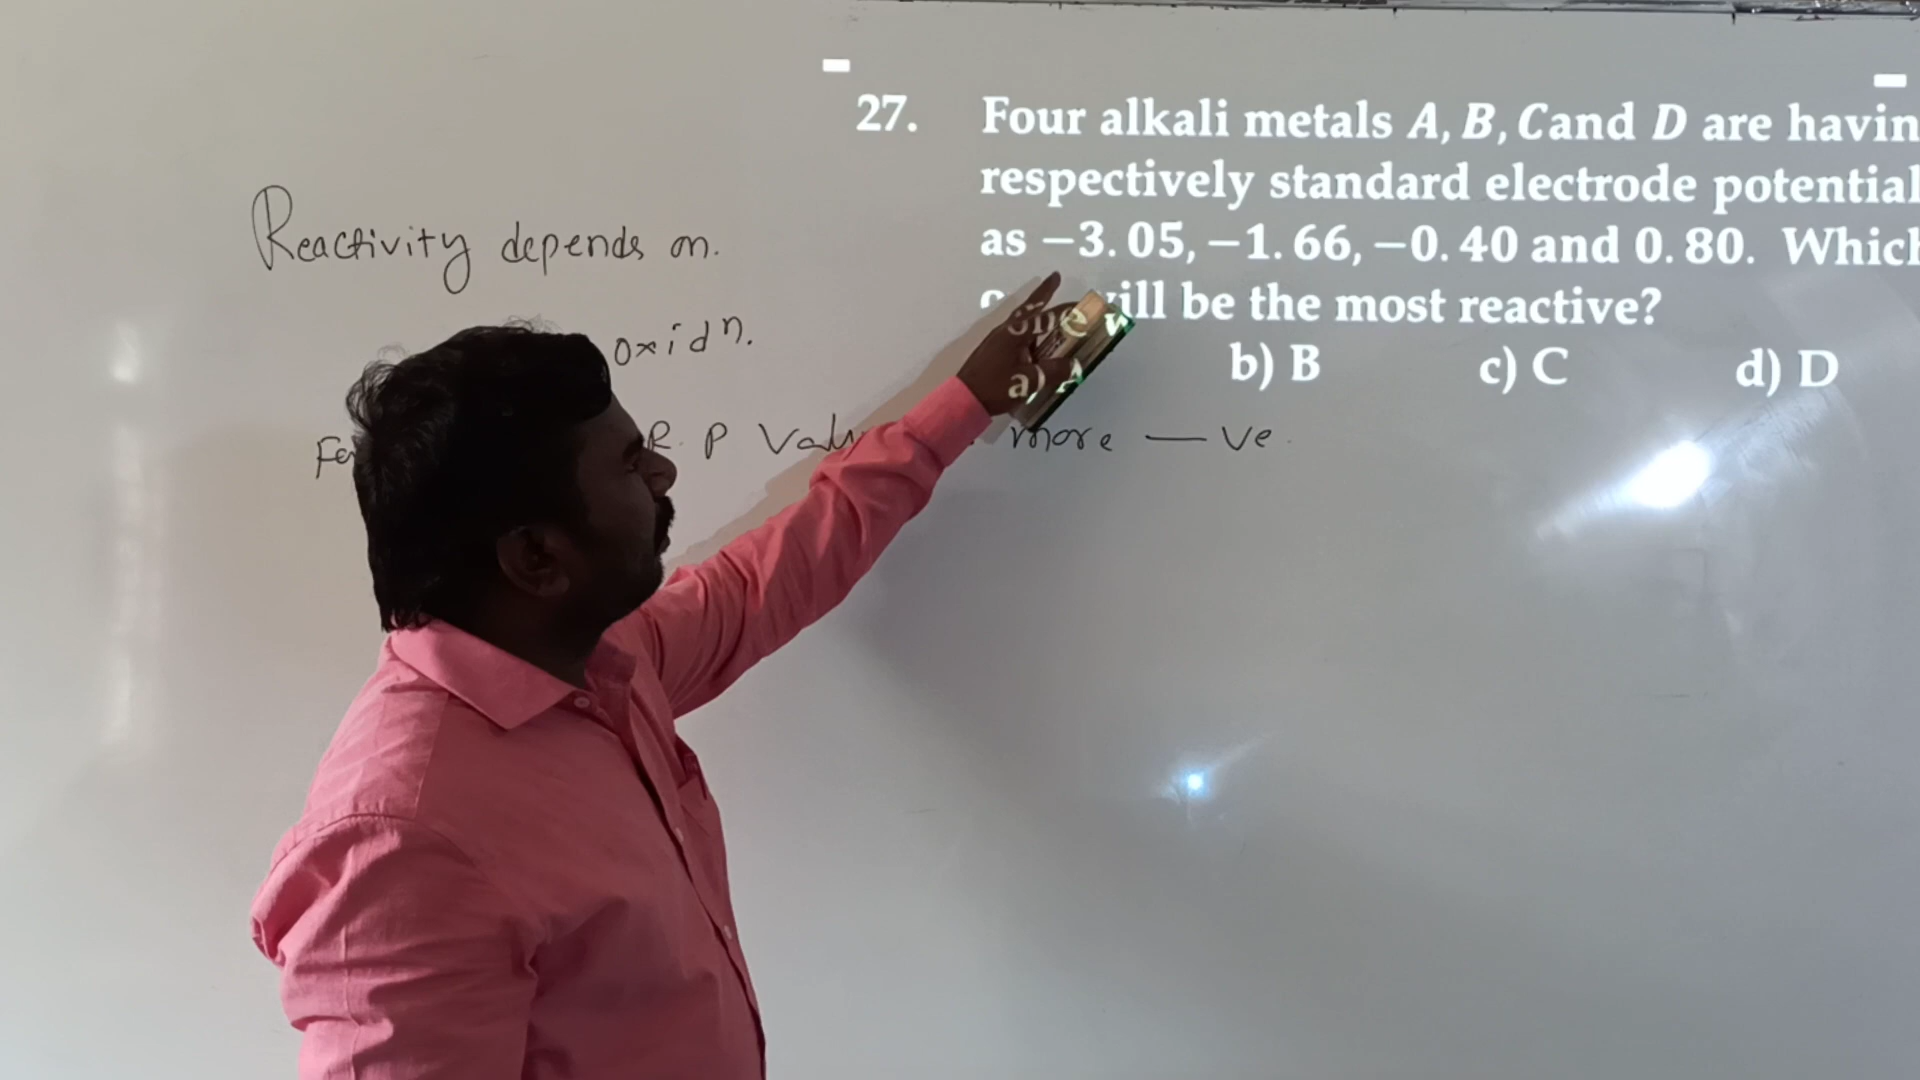 27. Four alkali metals A, B, Cand D are havin
respectively standard electrode potential
as −3.05, −1.66, −0.40 and 0.80. Which
one will be the most reactive?
a) A b) B c) C d) D
Reactivity depends on.
oxidⁿ.
R. P more — ve.